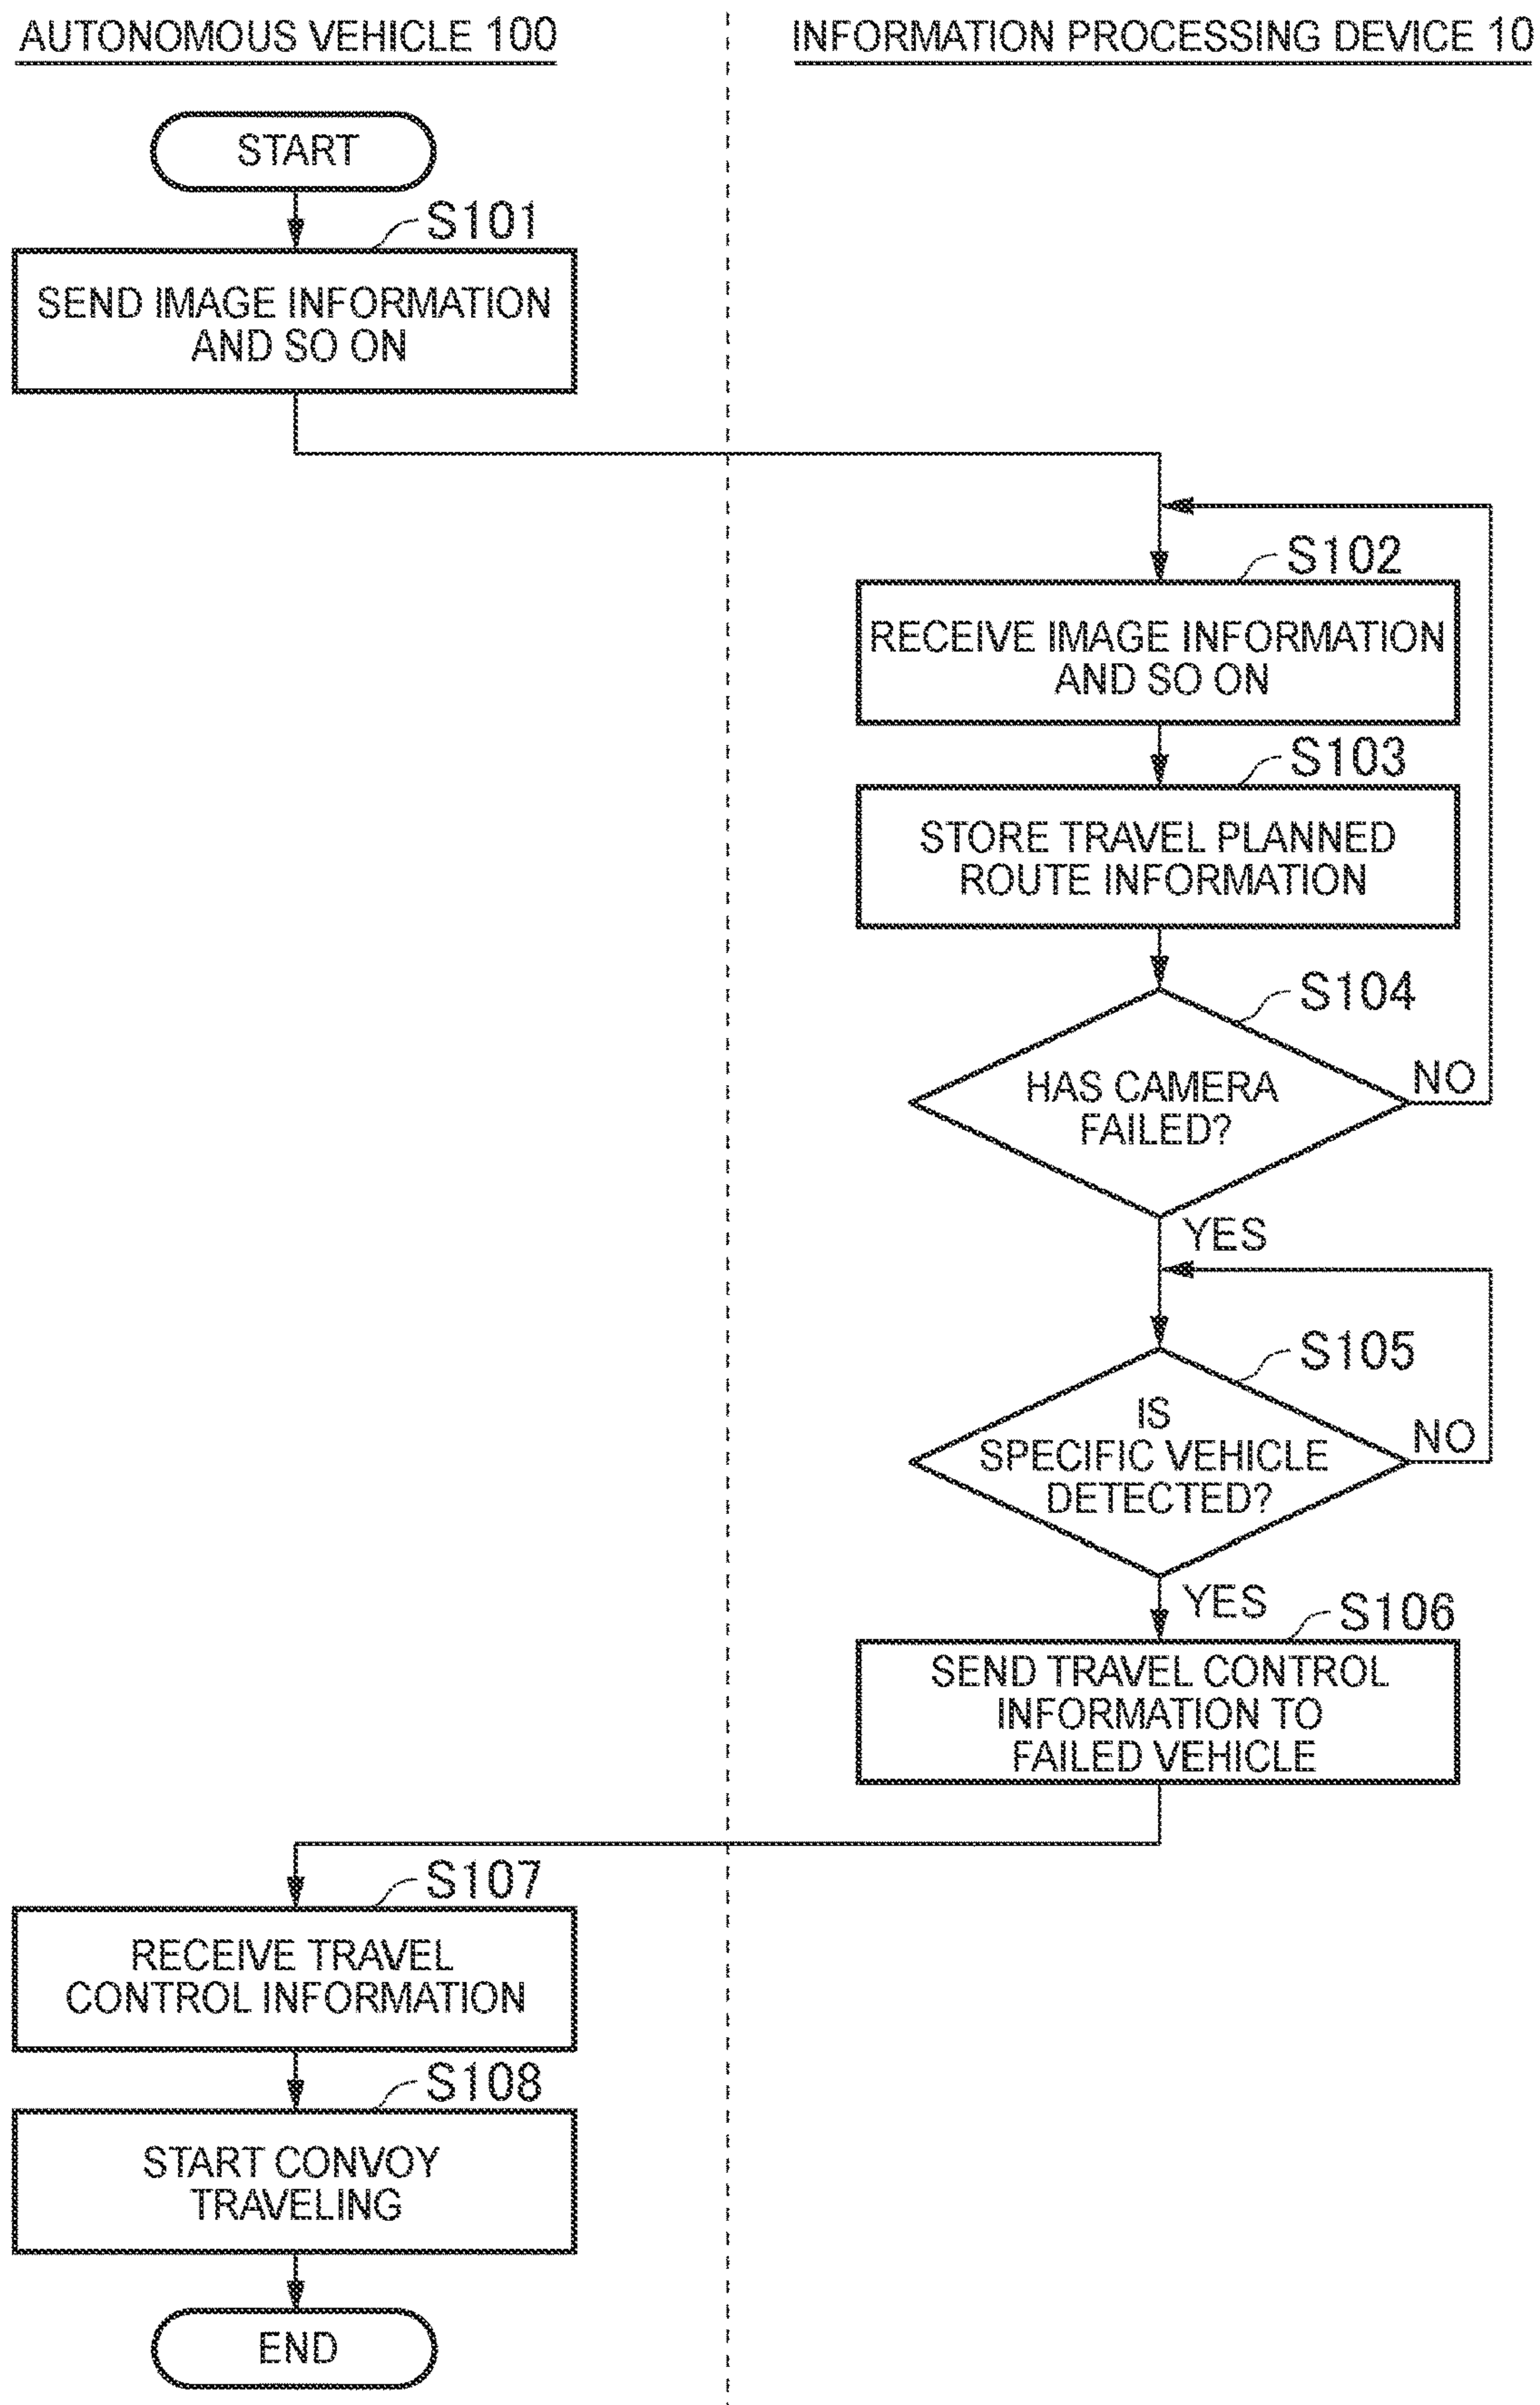 AUTONOMOUS VEHICLE 100
INFORMATION PROCESSING DEVICE 10
START
S101
SEND IMAGE INFORMATION
AND SO ON
S102
RECEIVE IMAGE INFORMATION
AND SO ON
S103
STORE TRAVEL PLANNED
ROUTE INFORMATION
S104
HAS CAMERA
FAILED?
NO
YES
S105
IS
SPECIFIC VEHICLE
DETECTED?
NO
YES
S106
SEND TRAVEL CONTROL
INFORMATION TO
FAILED VEHICLE
S107
RECEIVE TRAVEL
CONTROL INFORMATION
S108
START CONVOY
TRAVELING
END